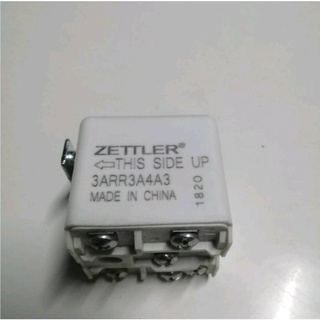 ZETTLER®
⇦THIS SIDE UP
3ARR3A4A3
MADE IN CHINA
1820